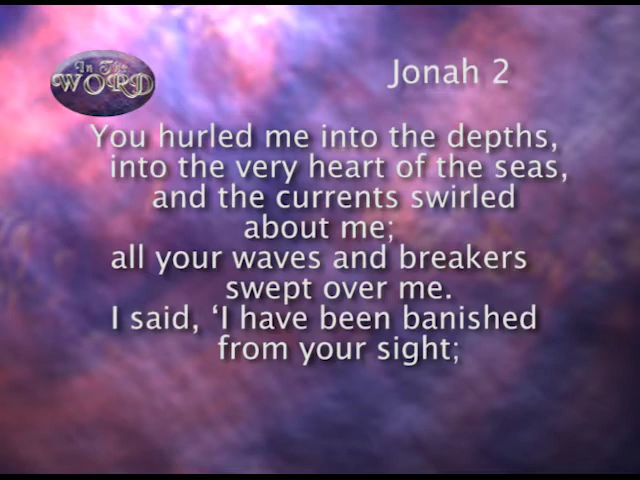 In The
WORD
Jonah 2
You hurled me into the depths,
into the very heart of the seas,
and the currents swirled
about me;
all your waves and breakers
swept over me.
I said, ‘I have been banished
from your sight;